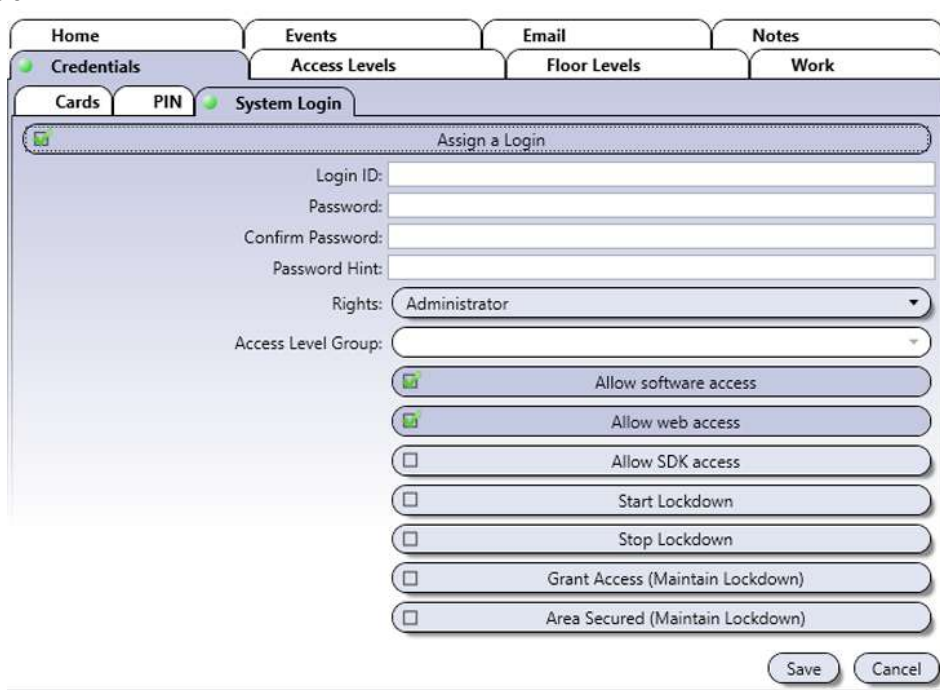 Home Events Email Notes
Credentials Access Levels Floor Levels Work
Cards PIN System Login
Assign a Login
Login ID:
Password:
Confirm Password:
Password Hint:
Rights: Administrator
Access Level Group:
Allow software access
Allow web access
Allow SDK access
Start Lockdown
Stop Lockdown
Grant Access (Maintain Lockdown)
Area Secured (Maintain Lockdown)
Save Cancel